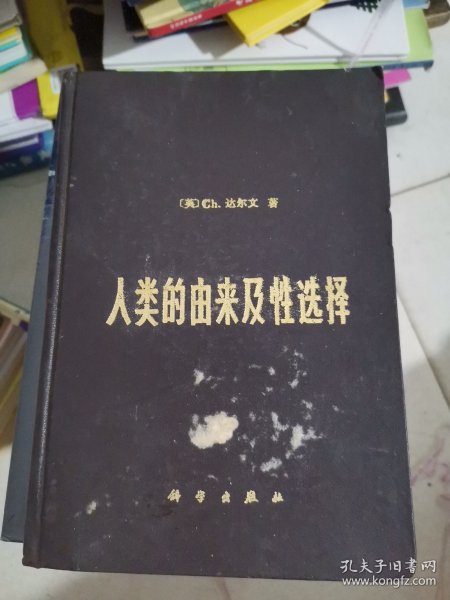 〔英〕Ch. 达尔文 著
人类的由来及性选择
科学出版社
孔夫子旧书网
www.kongfz.com